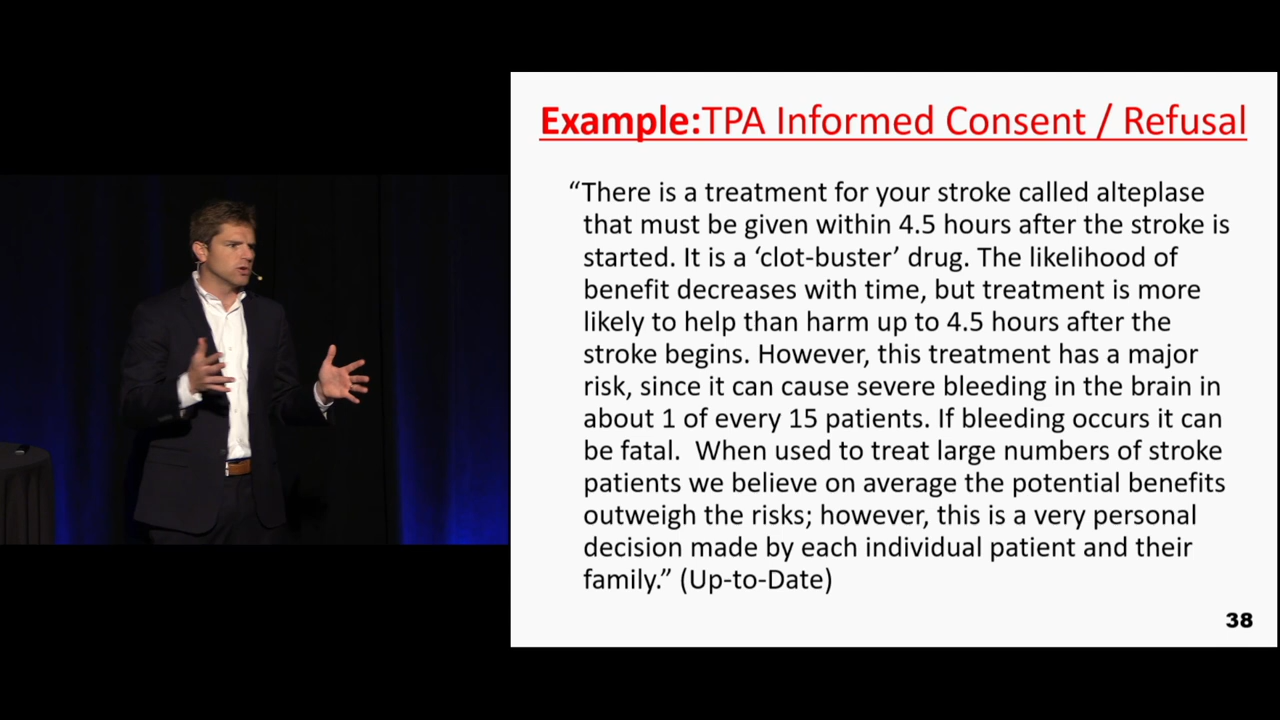 Example:TPA Informed Consent / Refusal
“There is a treatment for your stroke called alteplase
that must be given within 4.5 hours after the stroke is
started. It is a ‘clot-buster’ drug. The likelihood of
benefit decreases with time, but treatment is more
likely to help than harm up to 4.5 hours after the
stroke begins. However, this treatment has a major
risk, since it can cause severe bleeding in the brain in
about 1 of every 15 patients. If bleeding occurs it can
be fatal.  When used to treat large numbers of stroke
patients we believe on average the potential benefits
outweigh the risks; however, this is a very personal
decision made by each individual patient and their
family.” (Up-to-Date)
38